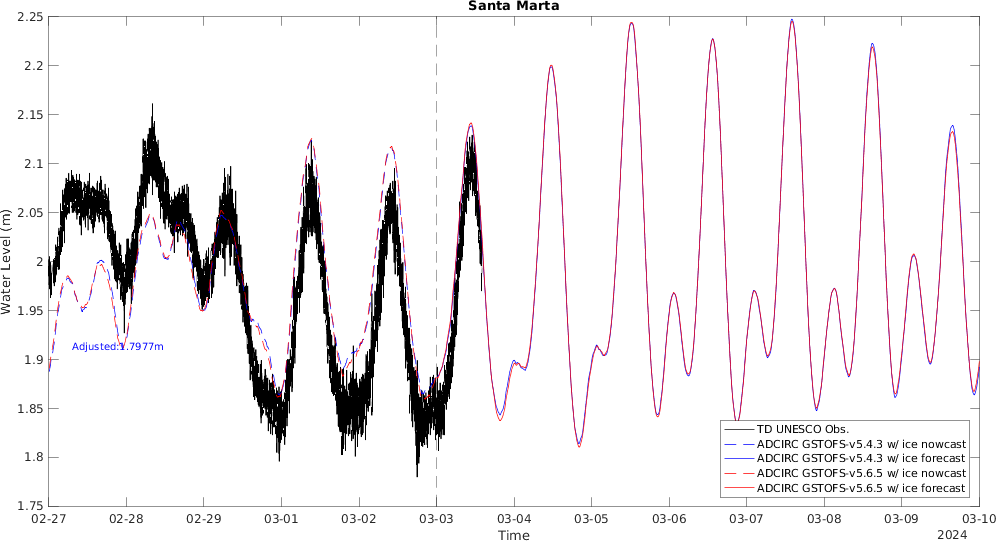 Santa Marta
Water Level (m)
2.25
2.2
2.15
2.1
2.05
2
1.95
1.9
1.85
1.8
1.75
Adjusted:1.7977m
TD UNESCO Obs.
ADCIRC GSTOFS-v5.4.3 w/ ice nowcast
ADCIRC GSTOFS-v5.4.3 w/ ice forecast
ADCIRC GSTOFS-v5.6.5 w/ ice nowcast
ADCIRC GSTOFS-v5.6.5 w/ ice forecast
02-27 02-28 02-29 03-01 03-02 03-03 03-04 03-05 03-06 03-07 03-08 03-09 03-10
Time
2024